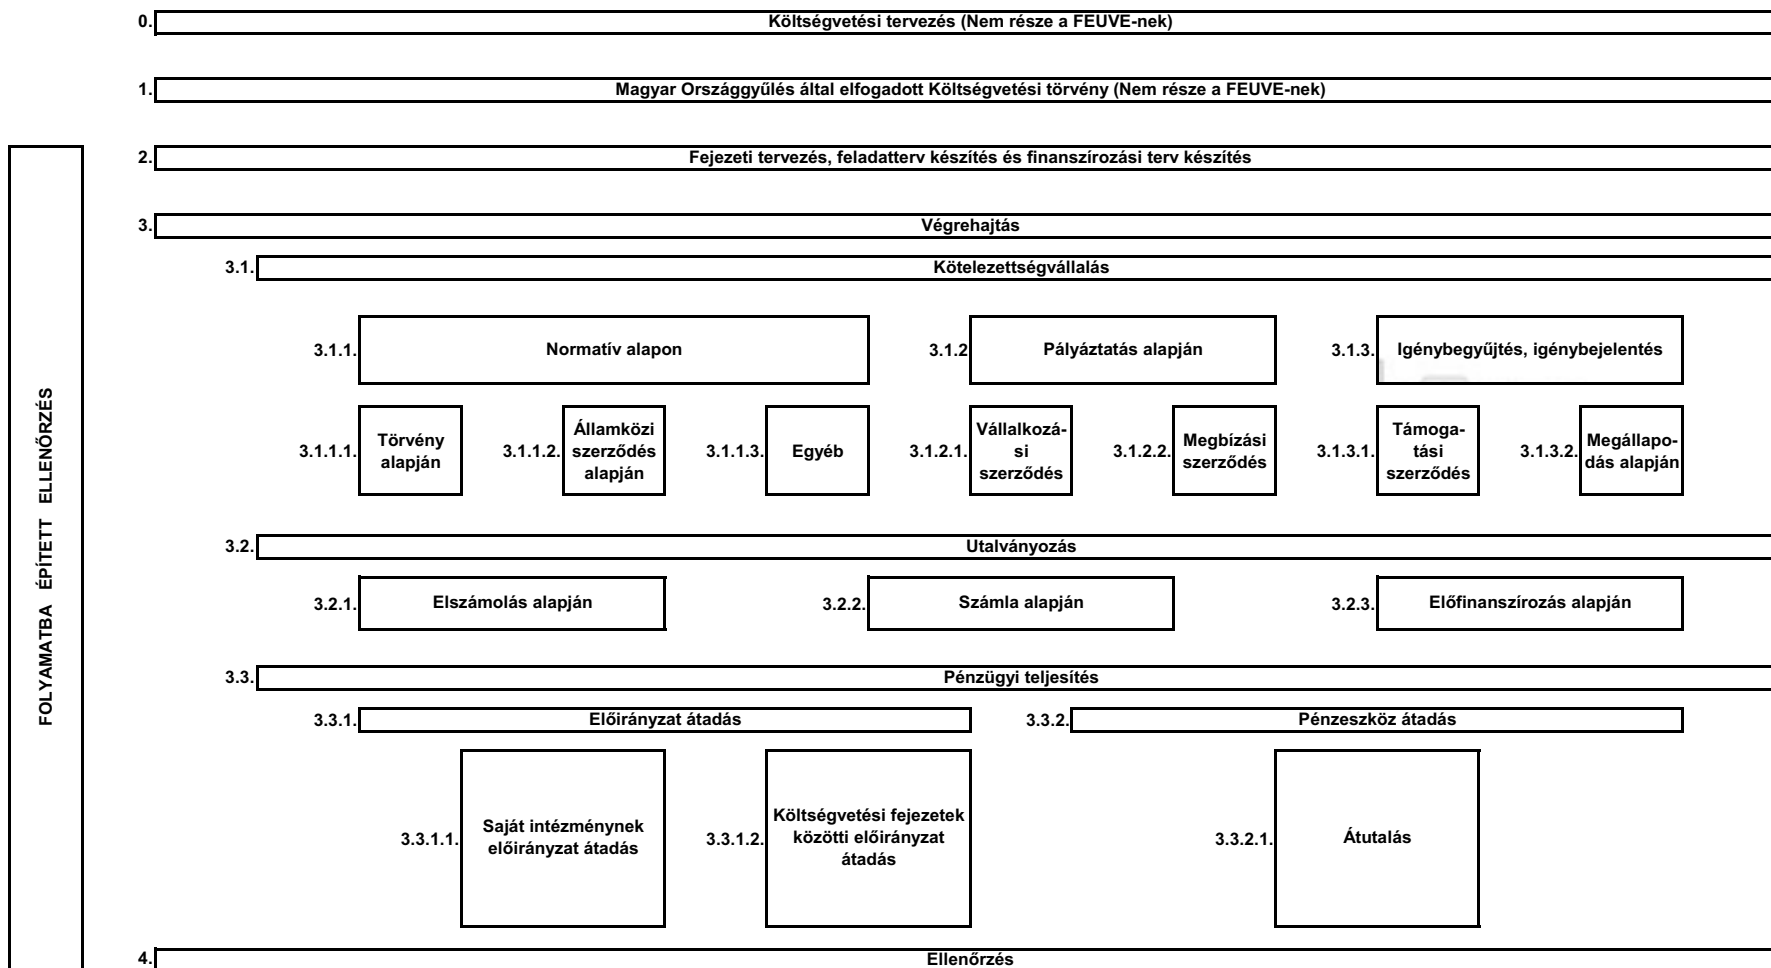 0. Költségvetési tervezés (Nem része a FEUVE-nek)
1. Magyar Országgyűlés által elfogadott Költségvetési törvény (Nem része a FEUVE-nek)
FOLYAMATBA ÉPÍTETT ELLENŐRZÉS
2. Fejezeti tervezés, feladatterv készítés és finanszírozási terv készítés
3. Végrehajtás
3.1. Kötelezettségvállalás
3.1.1. Normatív alapon
3.1.2 Pályáztatás alapján
3.1.3. Igénybegyűjtés, igénybejelentés
3.1.1.1. Törvény
alapján
3.1.1.2. Államközi
szerződés
alapján
3.1.1.3. Egyéb
3.1.2.1. Vállalkozá-
si
szerződés
3.1.2.2. Megbízási
szerződés
3.1.3.1. Támoga-
tási
szerződés
3.1.3.2. Megállapo-
dás alapján
3.2. Utalványozás
3.2.1. Elszámolás alapján
3.2.2. Számla alapján
3.2.3. Előfinanszírozás alapján
3.3. Pénzügyi teljesítés
3.3.1. Előirányzat átadás
3.3.2. Pénzeszköz átadás
3.3.1.1. Saját intézménynek
előirányzat átadás
3.3.1.2. Költségvetési fejezetek
közötti előirányzat
átadás
3.3.2.1. Átutalás
4. Ellenőrzés